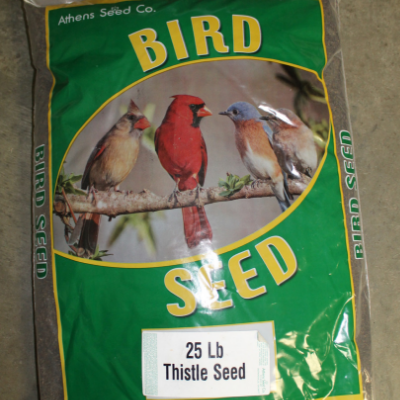 Athens Seed Co.
BIRD
BIRD SEED
BIRD SEED
SEED
25 Lb
Thistle Seed